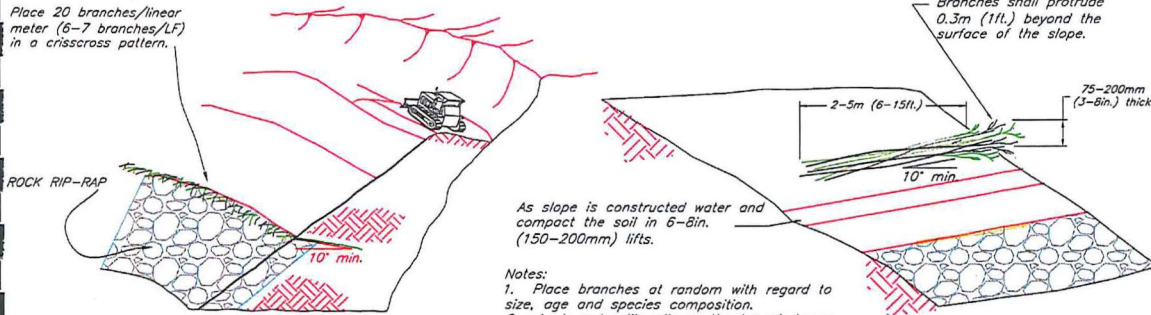 Place 20 branches/linear
meter (6-7 branches/LF)
in a crisscross pattern.
ROCK RIP-RAP
10° min.
Branches shall protrude
0.3m (1ft.) beyond the
surface of the slope.
2-5m (6-15ft.)
75-200mm
(3-8in.) thick
10° min.
As slope is constructed water and
compact the soil in 6-8in.
(150-200mm) lifts.
Notes:
1. Place branches at random with regard to
size, age and species composition.